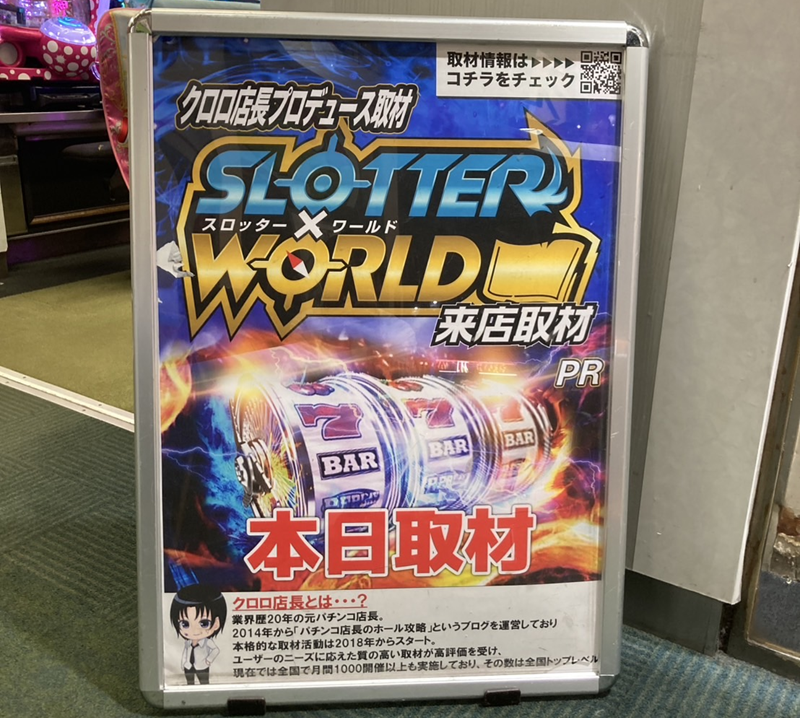 取材情報は▶▶▶▶
コチラをチェック
クロロ店長プロデュース取材
SLOTTER
スロッター×ワールド
WORLD
来店取材
PR
7 7 7
BAR BAR BAR
本日取材
クロロ店長とは・・・?
業界歴20年の元パチンコ店長。
2014年から「パチンコ店長のホール攻略」というブログを運営しており
本格的な取材活動は2018年からスタート。
ユーザーのニーズに応えた質の高い取材が高評価を受け、
現在では全国で月間1000開催以上も実施しており、その数は全国トップレベル